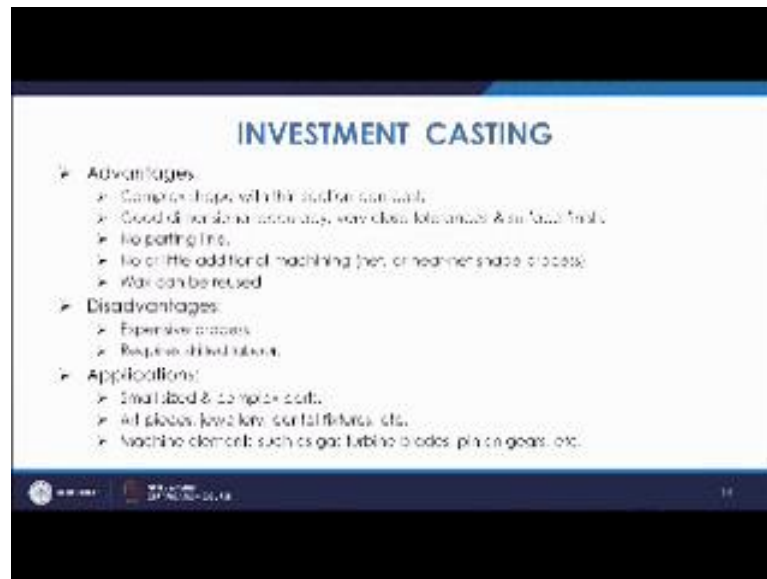 INVESTMENT CASTING
➢ Advantages
➢ Complex shape with thin section can cast.
➢ Good dimensional accuracy, very close tolerances & surface finish.
➢ No parting line.
➢ No or little additional machining (net, or near-net shape process)
➢ Wax can be reused
➢ Disadvantages:
➢ Expensive process
➢ Requires skilled laborer.
➢ Applications:
➢ Small sized & complex parts.
➢ Art pieces, jewellery, dental fixtures, etc.
➢ Machine elements such as gas turbine blades, pinion gears, etc.